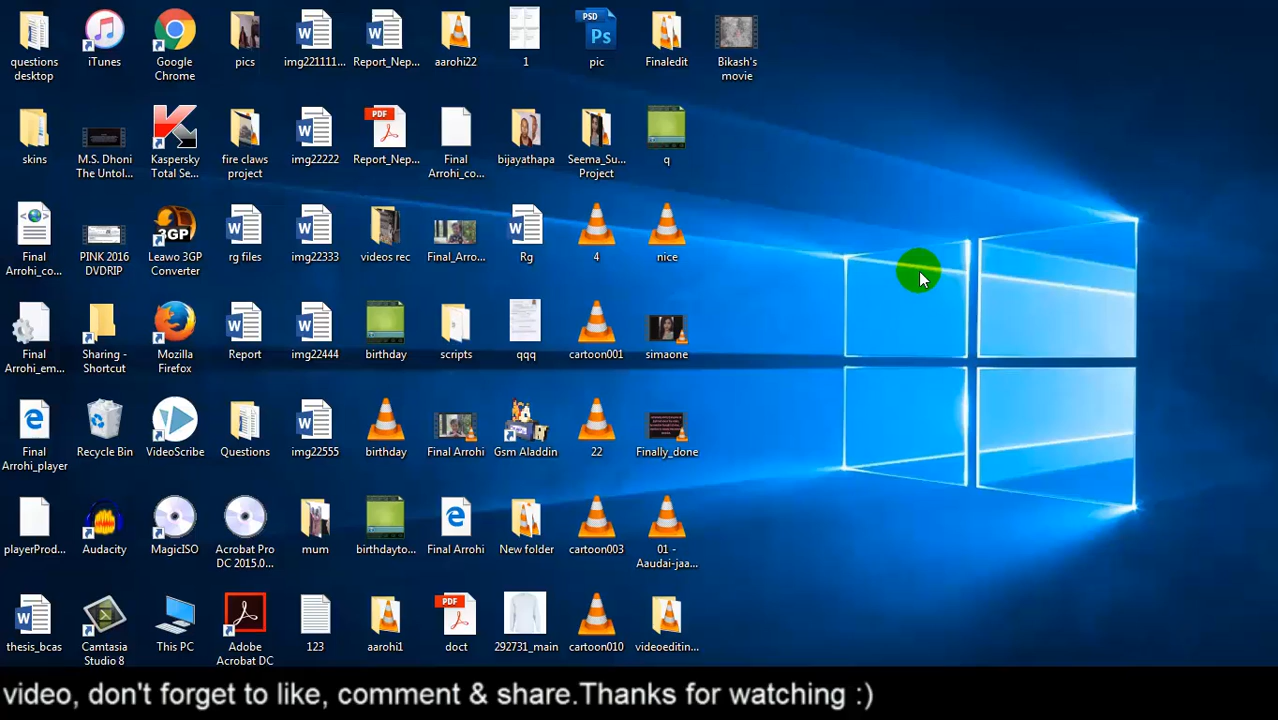 questions
desktop
iTunes
Google
Chrome
pics
img221111...
Report_Nep...
aarohi22
1
PSD
Ps
pic
Finaledit
Bikash's
movie
skins
M.S. Dhoni
The Untol...
Kaspersky
Total Se...
fire claws
project
img22222
PDF
Report_Nep...
Final
Arrohi_co...
bijayathapa
Seema_Su...
Project
q
Final
Arrohi_co...
PINK 2016
DVDRIP
3GP
Leawo 3GP
Converter
rg files
img22333
videos rec
Final_Arro...
Rg
4
nice
Final
Arrohi_em...
Sharing -
Shortcut
Mozilla
Firefox
Report
img22444
birthday
scripts
qqq
cartoon001
simaone
Final
Arrohi_player
Recycle Bin
VideoScribe
Questions
img22555
birthday
Final Arrohi
Gsm Aladdin
22
Finally_done
playerProd...
Audacity
MagicISO
Acrobat Pro
DC 2015.0...
mum
birthdayto...
Final Arrohi
New folder
cartoon003
01 -
Aaudai-jaa...
thesis_bcas
Camtasia
Studio 8
This PC
Adobe
Acrobat DC
123
aarohi1
PDF
doct
292731_main
cartoon010
videoeditin...
video, don't forget to like, comment & share.Thanks for watching :)